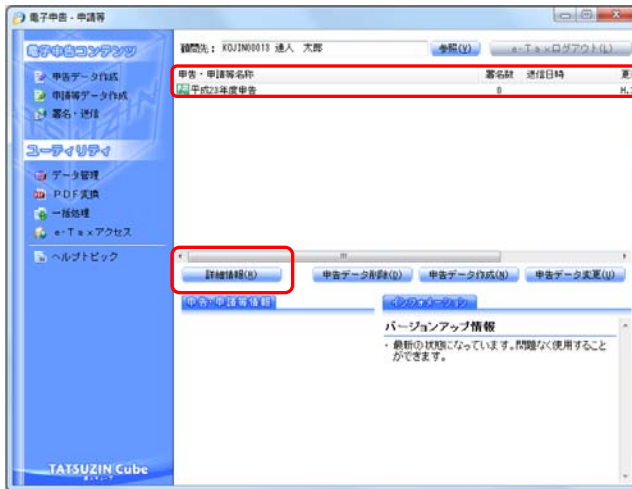 電子申告・申請等
電子申告コンテンツ
申告データ作成
申請等データ作成
署名・送信
ユーティリティ
データ管理
PDF変換
一括処理
e-Taxアクセス
ヘルプトピック
顧問先: KOJIN00013 達人 太郎
参照(V)
e-Taxログアウト(L)
申告・申請等名称 署名数 送信日時 更
平成23年度申告 0 H.
詳細情報(R)
申告データ削除(D)
申告データ作成(N)
申告データ変更(U)
申告・申請等情報
インフォメーション
バージョンアップ情報
・最新の状態になっています。問題なく使用すること
ができます。
TATSUZIN Cube